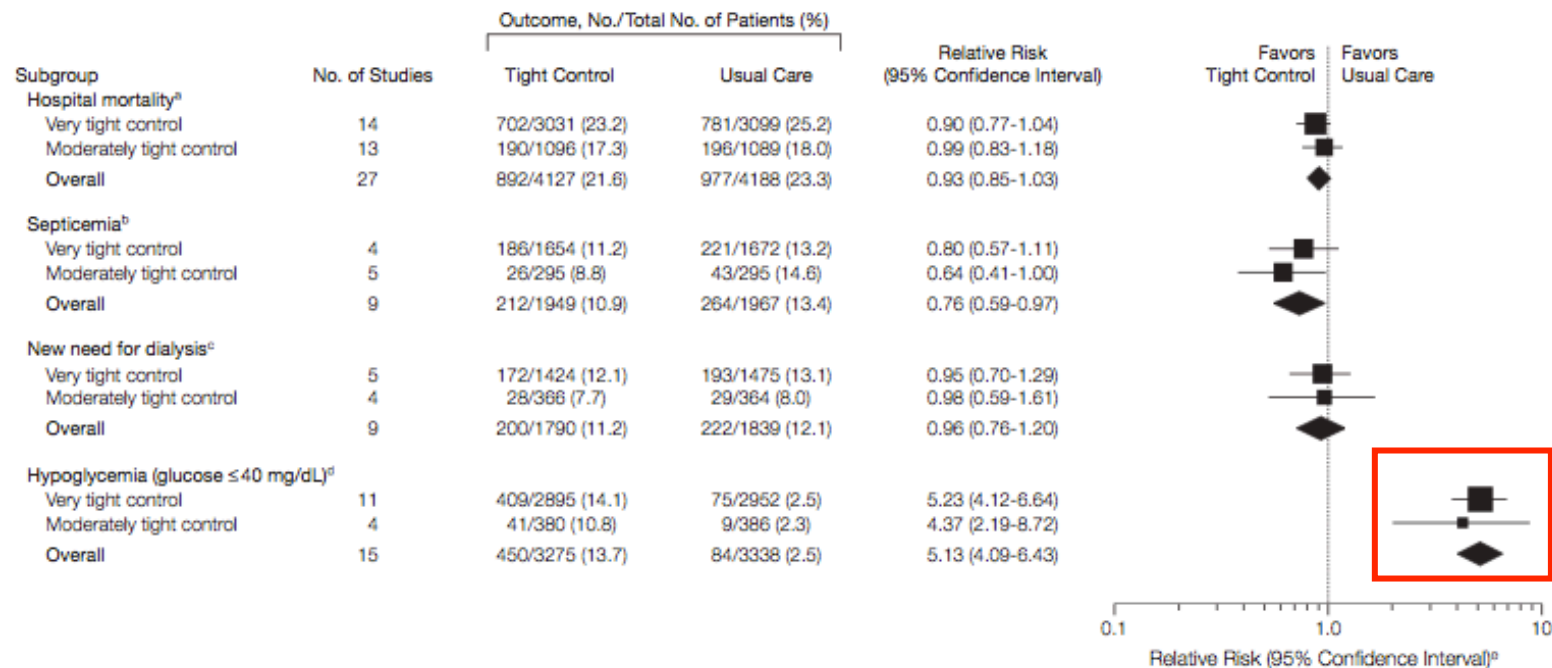 Outcome, No./Total No. of Patients (%)
Subgroup No. of Studies Tight Control Usual Care Relative Risk (95% Confidence Interval) Favors Tight Control Favors Usual Care
Hospital mortalityᵃ
Very tight control 14 702/3031 (23.2) 781/3099 (25.2) 0.90 (0.77-1.04)
Moderately tight control 13 190/1096 (17.3) 196/1089 (18.0) 0.99 (0.83-1.18)
Overall 27 892/4127 (21.6) 977/4188 (23.3) 0.93 (0.85-1.03)
Septicemiaᵇ
Very tight control 4 186/1654 (11.2) 221/1672 (13.2) 0.80 (0.57-1.11)
Moderately tight control 5 26/295 (8.8) 43/295 (14.6) 0.64 (0.41-1.00)
Overall 9 212/1949 (10.9) 264/1967 (13.4) 0.76 (0.59-0.97)
New need for dialysisᶜ
Very tight control 5 172/1424 (12.1) 193/1475 (13.1) 0.95 (0.70-1.29)
Moderately tight control 4 28/366 (7.7) 29/364 (8.0) 0.98 (0.59-1.61)
Overall 9 200/1790 (11.2) 222/1839 (12.1) 0.96 (0.76-1.20)
Hypoglycemia (glucose ≤40 mg/dL)ᵈ
Very tight control 11 409/2895 (14.1) 75/2952 (2.5) 5.23 (4.12-6.64)
Moderately tight control 4 41/380 (10.8) 9/386 (2.3) 4.37 (2.19-8.72)
Overall 15 450/3275 (13.7) 84/3338 (2.5) 5.13 (4.09-6.43)
0.1 1.0 10
Relative Risk (95% Confidence Interval)ᵉ